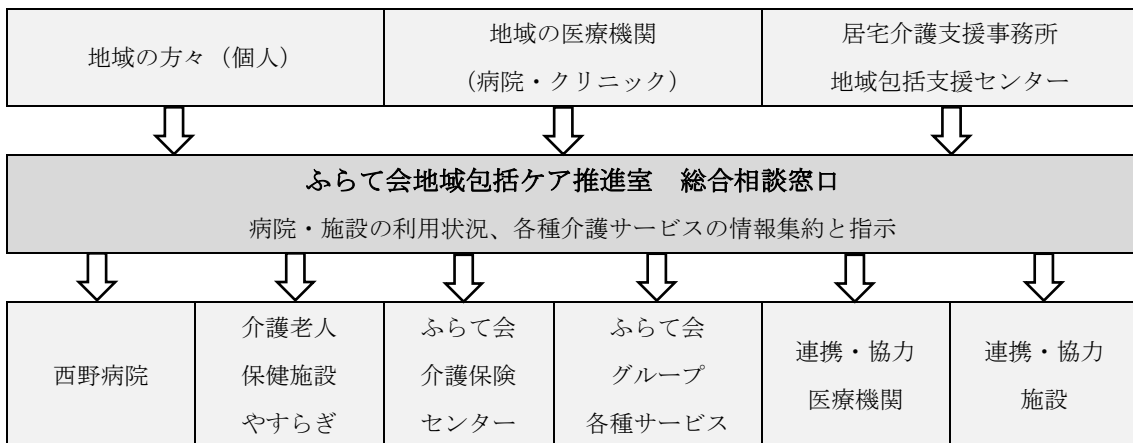 地域の方々（個人）
地域の医療機関
（病院・クリニック）
居宅介護支援事務所
地域包括支援センター
ふらて会地域包括ケア推進室　総合相談窓口
病院・施設の利用状況、各種介護サービスの情報集約と指示
西野病院
介護老人
保健施設
やすらぎ
ふらて会
介護保険
センター
ふらて会
グループ
各種サービス
連携・協力
医療機関
連携・協力
施設